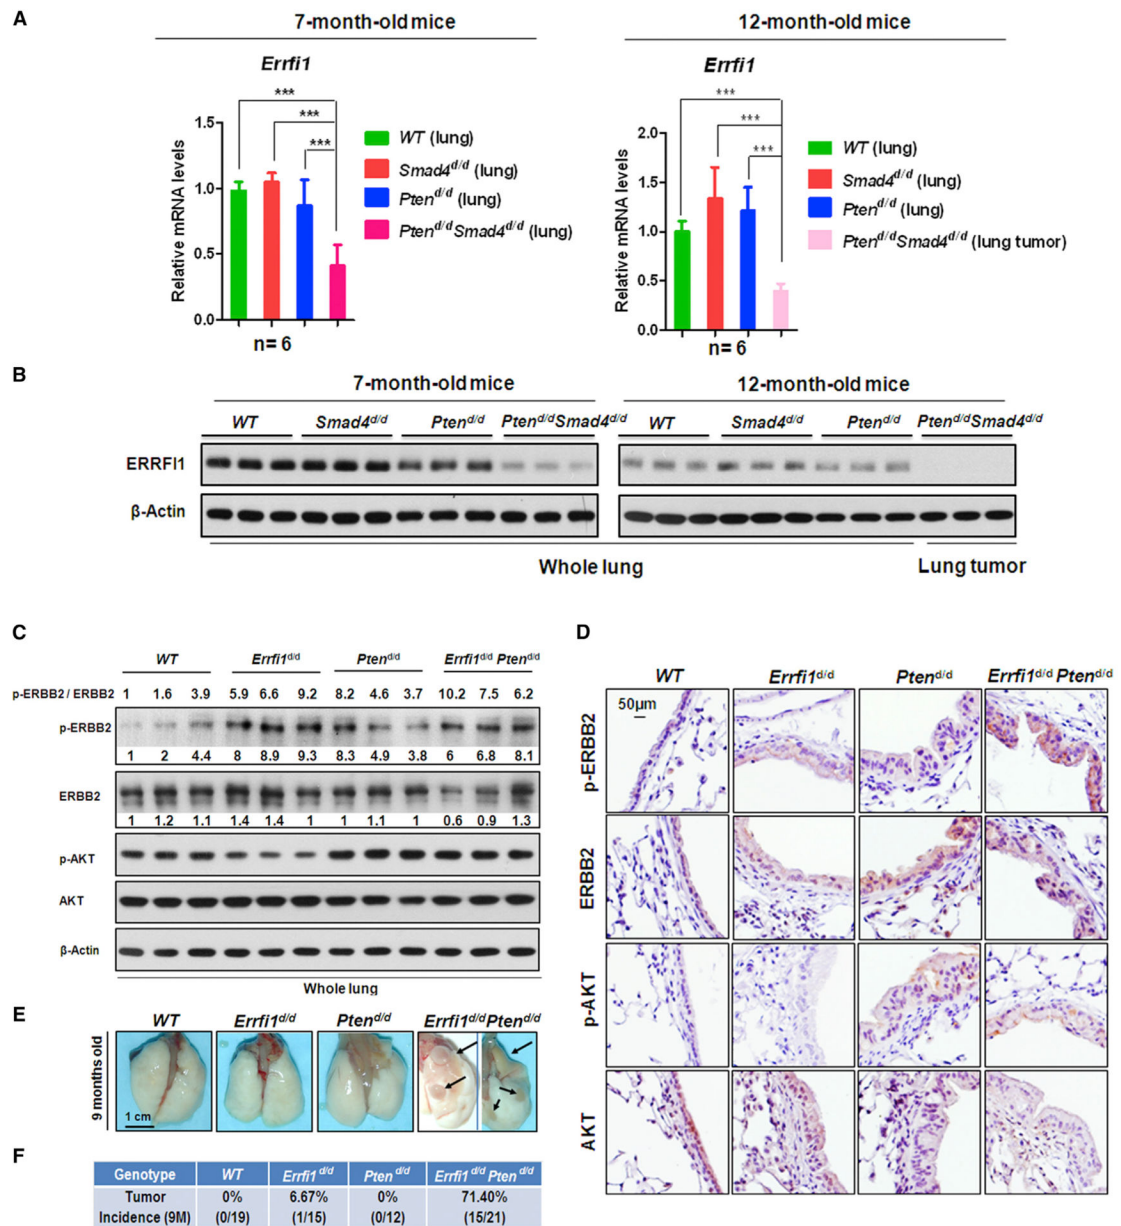 A
7-month-old mice
12-month-old mice
Errfi1
***
***
***
Relative mRNA levels
1.5
1.0
0.5
0.0
n= 6
WT (lung)
Smad4d/d (lung)
Ptend/d (lung)
Ptend/dSmad4d/d (lung)
Errfi1
***
***
***
Relative mRNA levels
2.0
1.5
1.0
0.5
0.0
n= 6
WT (lung)
Smad4d/d (lung)
Ptend/d (lung)
Ptend/dSmad4d/d (lung tumor)
B
7-month-old mice
12-month-old mice
WT Smad4d/d Ptend/d Ptend/dSmad4d/d WT Smad4d/d Ptend/d Ptend/dSmad4d/d
ERRFI1
β-Actin
Whole lung
Lung tumor
C
WT Errfi1d/d Ptend/d Errfi1d/d Ptend/d
p-ERBB2 / ERBB2 1 1.6 3.9 5.9 6.6 9.2 8.2 4.6 3.7 10.2 7.5 6.2
p-ERBB2
1 2 4.4 8 8.9 9.3 8.3 4.9 3.8 6 6.8 8.1
ERBB2
1 1.2 1.1 1.4 1.4 1 1 1.1 1 0.6 0.9 1.3
p-AKT
AKT
β-Actin
Whole lung
D
WT Errfi1d/d Ptend/d Errfi1d/d Ptend/d
50μm
p-ERBB2
ERBB2
p-AKT
AKT
E
WT Errfi1d/d Ptend/d Errfi1d/dPtend/d
9 months old
1 cm
F
Genotype WT Errfi1 d/d Pten d/d Errfi1d/d Ptend/d
Tumor 0% 6.67% 0% 71.40%
Incidence (9M) (0/19) (1/15) (0/12) (15/21)